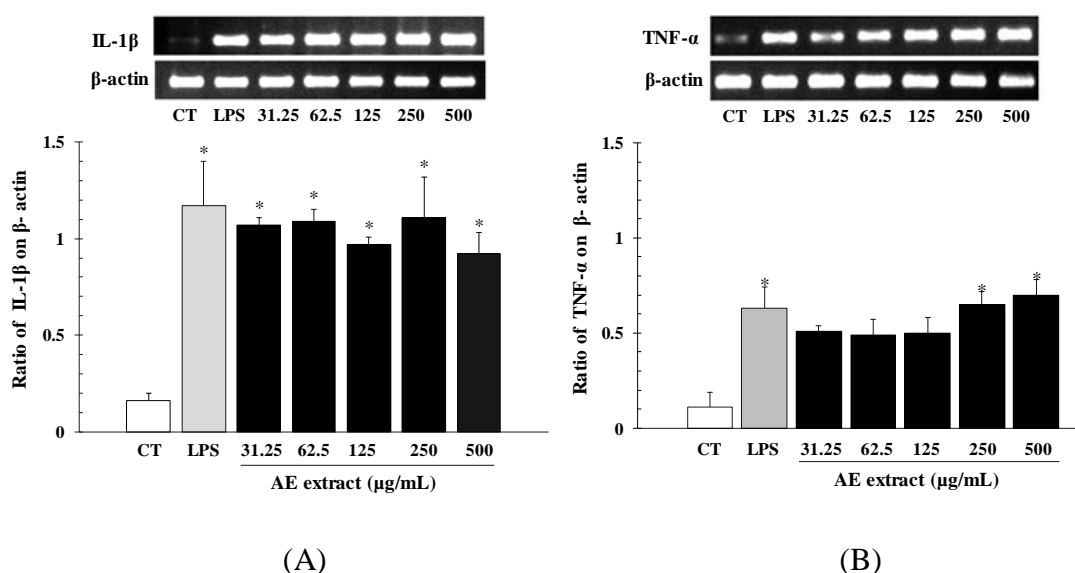 IL-1β
β-actin
CT LPS 31.25 62.5 125 250 500
Ratio of IL-1β on β- actin
1.5
1
0.5
0
* * * * * *
CT LPS 31.25 62.5 125 250 500
AE extract (µg/mL)
(A)
TNF-α
β-actin
CT LPS 31.25 62.5 125 250 500
Ratio of TNF-α on β- actin
1.5
1
0.5
0
* * *
CT LPS 31.25 62.5 125 250 500
AE extract (µg/mL)
(B)